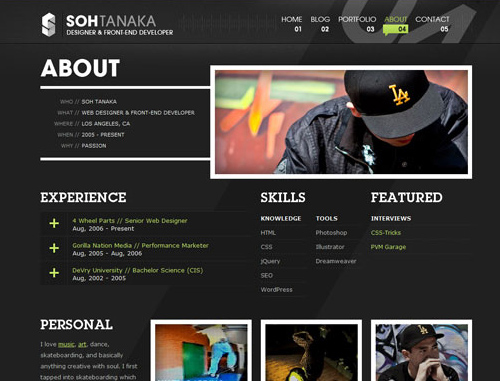 SOHTANAKA
DESIGNER & FRONT-END DEVELOPER
HOME BLOG PORTFOLIO ABOUT CONTACT
01 02 03 04 05
ABOUT
WHO // SOH TANAKA
WHAT // WEB DESIGNER & FRONT-END DEVELOPER
WHERE // LOS ANGELES, CA
WHEN // 2005 - PRESENT
WHY // PASSION
LA
EXPERIENCE
4 Wheel Parts // Senior Web Designer
Aug, 2006 - Present
Gorilla Nation Media // Performance Marketer
Aug, 2005 - Aug, 2006
DeVry University // Bachelor Science (CIS)
Aug, 2002 - 2005
SKILLS
KNOWLEDGE
HTML
CSS
jQuery
SEO
WordPress
TOOLS
Photoshop
Illustrator
Dreamweaver
FEATURED
INTERVIEWS
CSS-Tricks
PVM Garage
PERSONAL
I love music, art, dance,
skateboarding, and basically
anything creative with soul. I first
tapped into skateboarding which